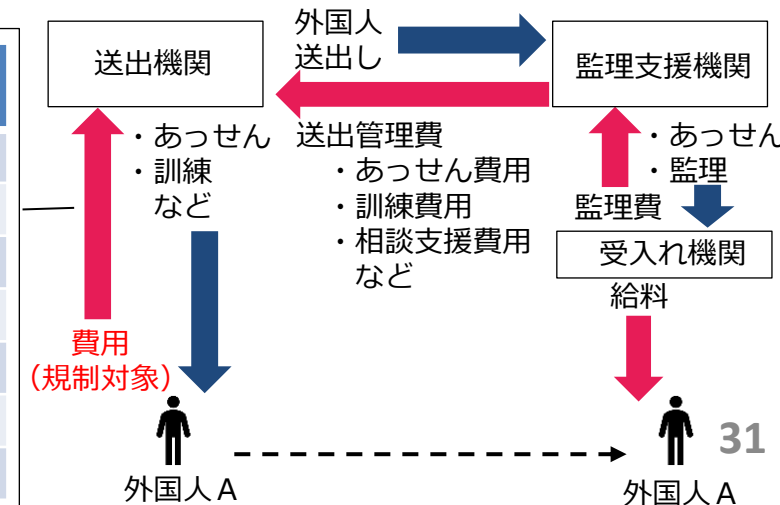 外国人
送出し
送出機関
監理支援機関
・あっせん
・訓練
など
送出管理費
・あっせん費用
・訓練費用
・相談支援費用
など
・あっせん
・監理
監理費
受入れ機関
給料
費用
（規制対象）
31
外国人A
外国人A